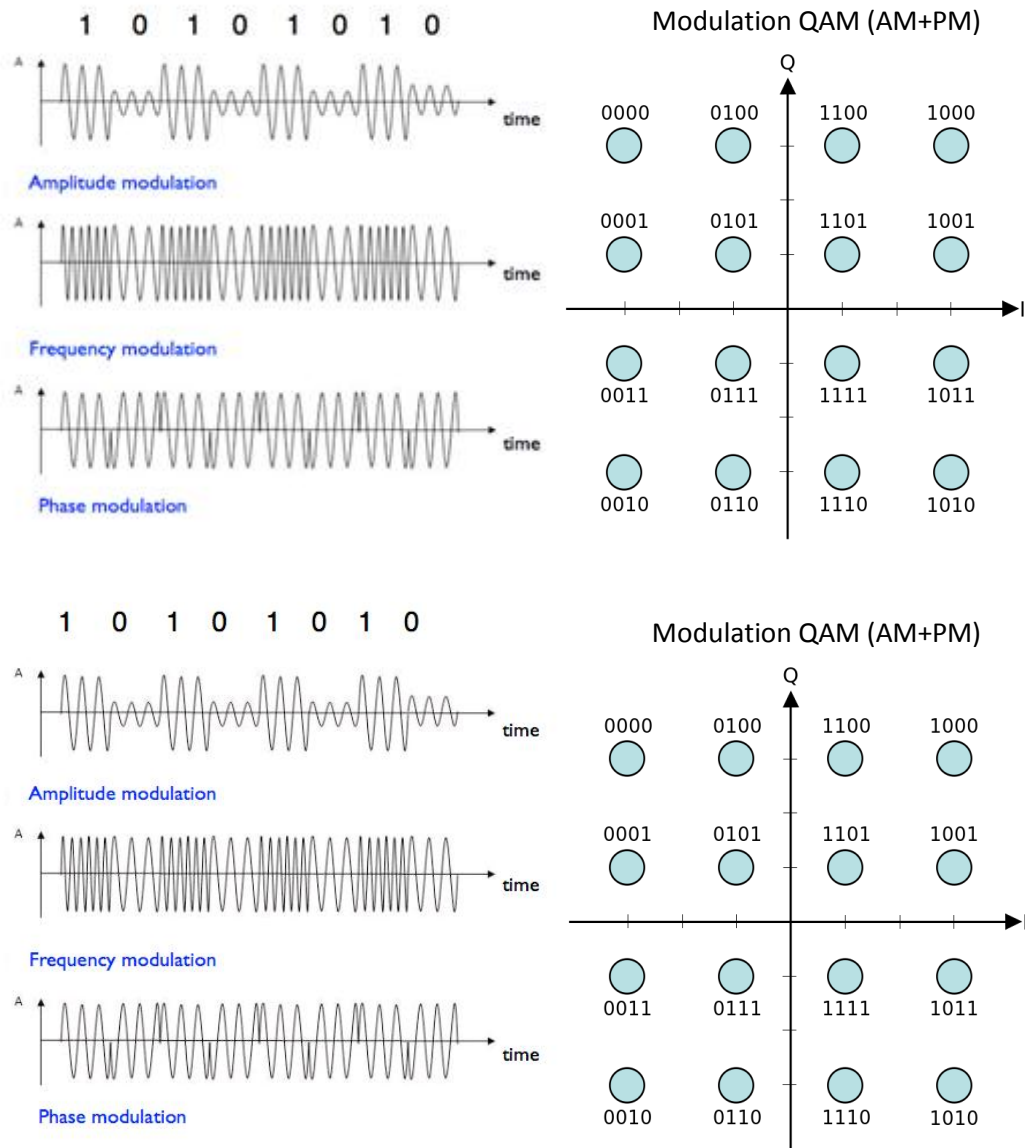 1 0 1 0 1 0 1 0
A
time
Amplitude modulation
A
time
Frequency modulation
A
time
Phase modulation
Modulation QAM (AM+PM)
Q
0000 0100 1100 1000
0001 0101 1101 1001
I
0011 0111 1111 1011
0010 0110 1110 1010
1 0 1 0 1 0 1 0
A
time
Amplitude modulation
A
time
Frequency modulation
A
time
Phase modulation
Modulation QAM (AM+PM)
Q
0000 0100 1100 1000
0001 0101 1101 1001
I
0011 0111 1111 1011
0010 0110 1110 1010